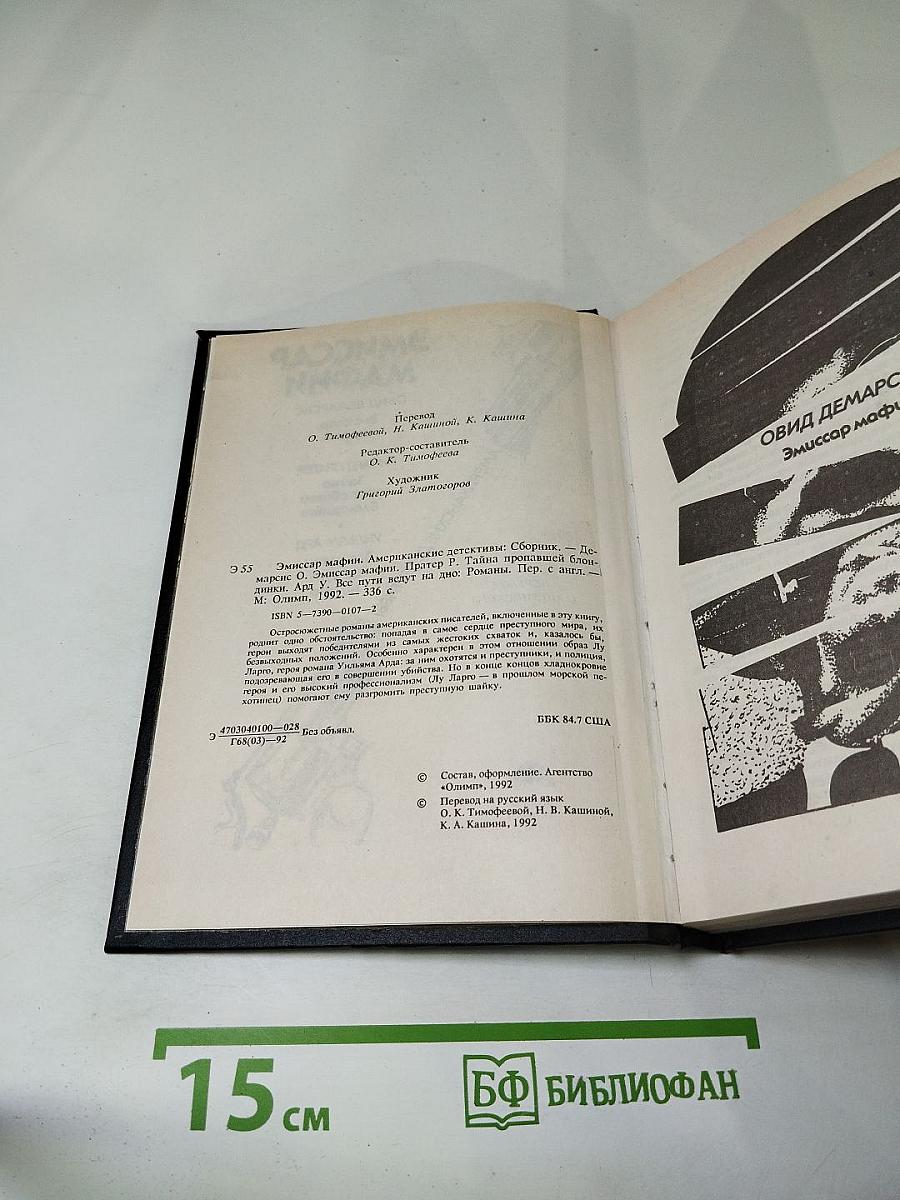 Перевод
О. Тимофеевой, Н. Кашиной, К. Кашина
Редактор-составитель
О. К. Тимофеева
Художник
Григорий Златогоров
Э 55 Эмиссар мафии. Американские детективы: Сборник. — Де-
марсис О. Эмиссар мафии. Пратер Р. Тайна пропавшей блон-
динки. Ард У. Все пути ведут на дно: Романы. Пер. с англ. —
М: Олимп, 1992. — 336 с.
ISBN 5—7390—0107—2
Остросюжетные романы американских писателей, включенные в эту книгу,
роднит одно обстоятельство: попадая в самое сердце преступного мира, их
герои выходят победителями из самых жестоких схваток и, казалось бы,
безвыходных положений. Особенно характерен в этом отношении образ Лу
Ларго, героя романа Уильяма Арда: за ним охотятся и преступники, и полиция,
подозревающая его в совершении убийства. Но в конце концов хладнокровие
героя и его высокий профессионализм (Лу Ларго — в прошлом морской пе-
хотинец) помогают ему разгромить преступную шайку.
Э 4703040100—028
Г68(03)—92 Без объявл.
ББК 84.7 США
© Состав, оформление. Агентство
«Олимп», 1992
© Перевод на русский язык
О. К. Тимофеевой, Н. В. Кашиной,
К. А. Кашина, 1992
ОВИД ДЕМАРС
Эмиссар мафи
15 см
БФ БИБЛИОФАН